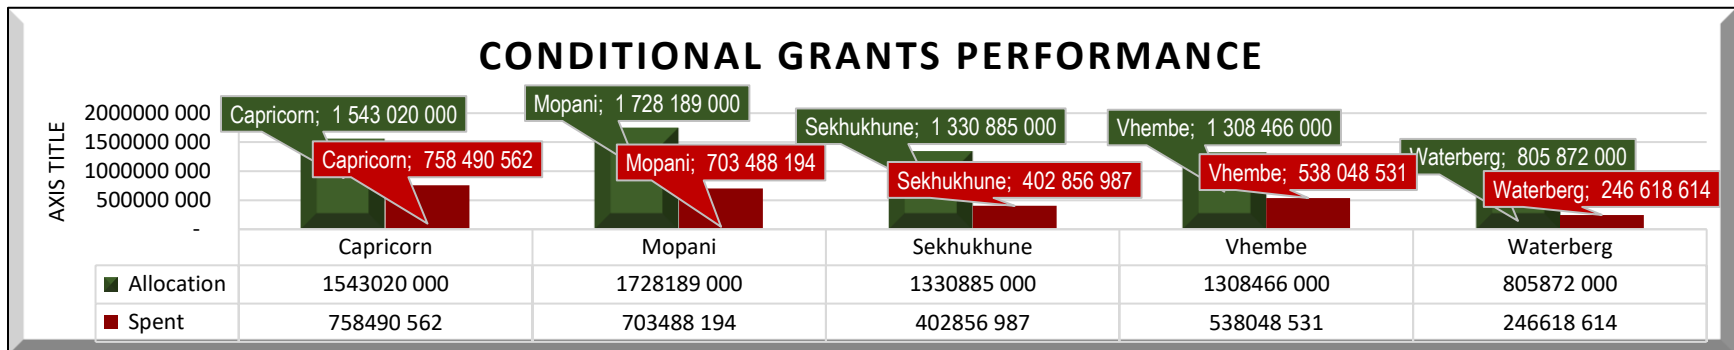 CONDITIONAL GRANTS PERFORMANCE
AXIS TITLE
2000000 000
1500000 000
1000000 000
500000 000
-
Capricorn; 1 543 020 000
Capricorn; 758 490 562
Mopani; 1 728 189 000
Mopani; 703 488 194
Sekhukhune; 1 330 885 000
Sekhukhune; 402 856 987
Vhembe; 1 308 466 000
Vhembe; 538 048 531
Waterberg; 805 872 000
Waterberg; 246 618 614
Capricorn Mopani Sekhukhune Vhembe Waterberg
Allocation 1543020 000 1728189 000 1330885 000 1308466 000 805872 000
Spent 758490 562 703488 194 402856 987 538048 531 246618 614